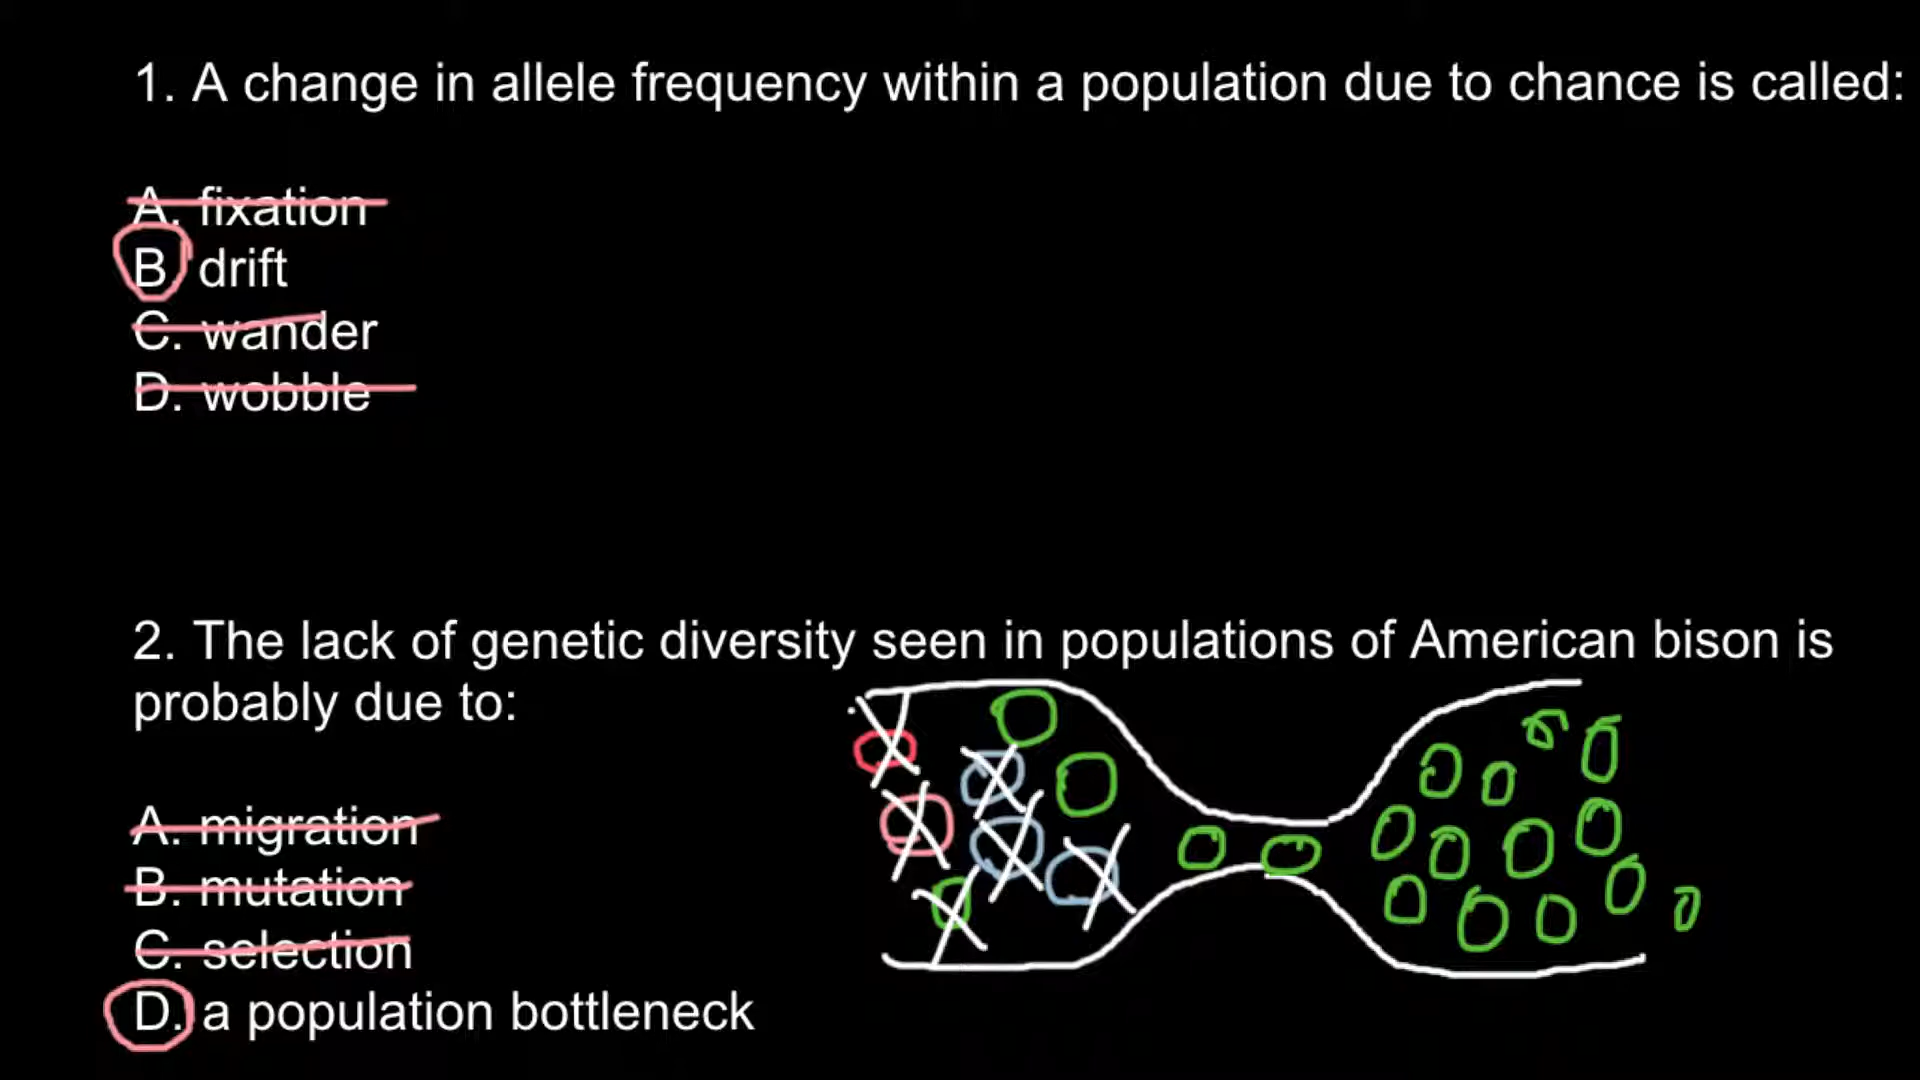 1. A change in allele frequency within a population due to chance is called:
A. fixation
B. drift
C. wander
D. wobble
2. The lack of genetic diversity seen in populations of American bison is
probably due to:
A. migration
B. mutation
C. selection
D. a population bottleneck